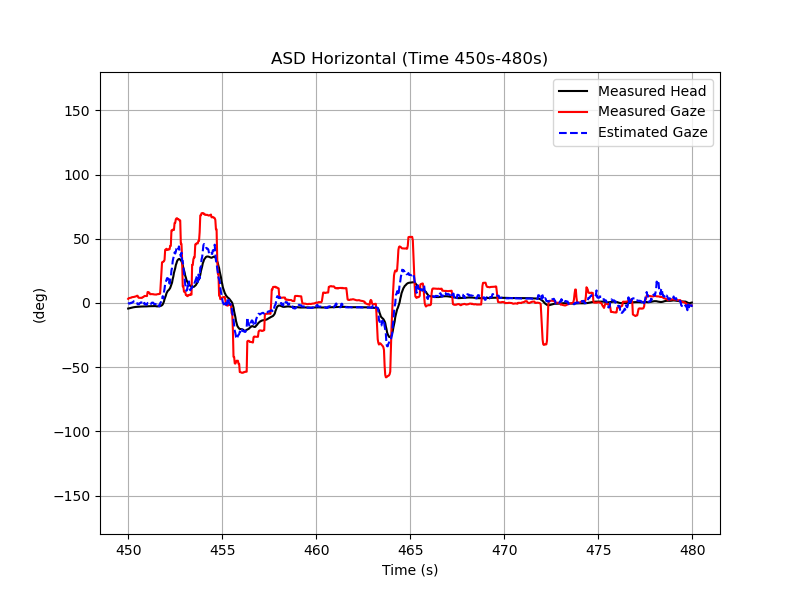 ASD Horizontal (Time 450s-480s)
Measured Head
Measured Gaze
Estimated Gaze
150
100
50
0
−50
−100
−150
(deg)
450
455
460
465
470
475
480
Time (s)